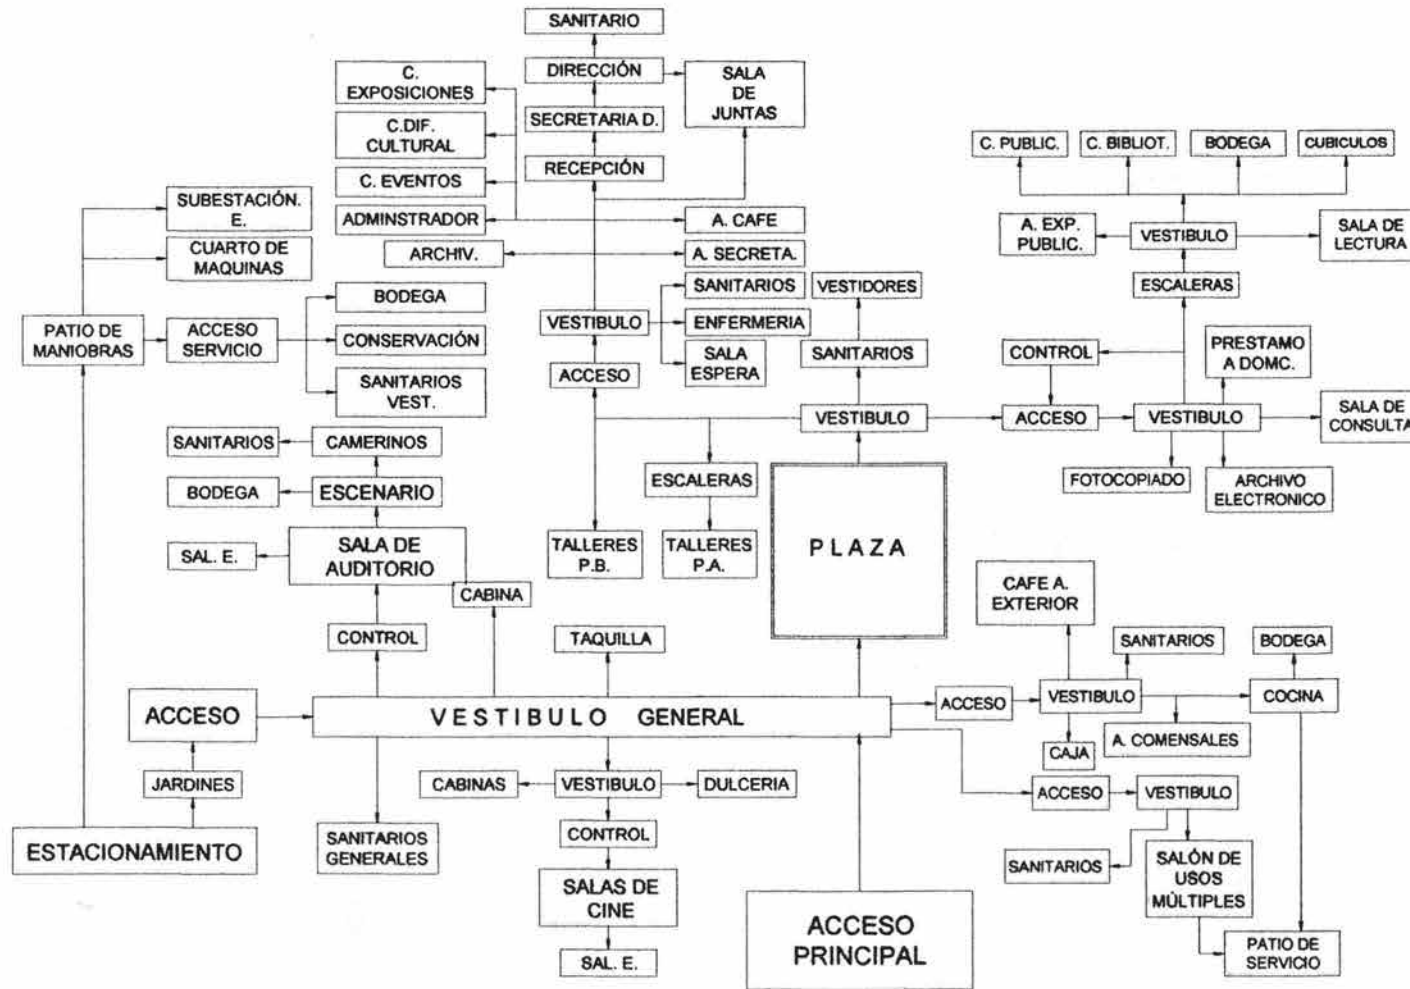 SANITARIO
C.
EXPOSICIONES
DIRECCIÓN
SALA
DE
JUNTAS
C.DIF.
CULTURAL
SECRETARIA D.
C. EVENTOS
RECEPCIÓN
ADMINSTRADOR
A. CAFE
ARCHIV.
A. SECRETA.
SUBESTACIÓN.
E.
CUARTO DE
MAQUINAS
BODEGA
PATIO DE
MANIOBRAS
ACCESO
SERVICIO
CONSERVACIÓN
SANITARIOS
VEST.
VESTIBULO
SANITARIOS
ENFERMERIA
SALA
ESPERA
ACCESO
VESTIDORES
SANITARIOS
VESTIBULO
C. PUBLIC.
C. BIBLIOT.
BODEGA
CUBICULOS
A. EXP.
PUBLIC.
VESTIBULO
SALA DE
LECTURA
ESCALERAS
CONTROL
PRESTAMO
A DOMC.
ACCESO
VESTIBULO
SALA DE
CONSULTA
FOTOCOPIADO
ARCHIVO
ELECTRONICO
SANITARIOS
CAMERINOS
BODEGA
ESCENARIO
SAL. E.
SALA DE
AUDITORIO
CABINA
CONTROL
ESCALERAS
TALLERES
P.B.
TALLERES
P.A.
PLAZA
TAQUILLA
CAFE A.
EXTERIOR
SANITARIOS
BODEGA
ACCESO
VESTIBULO GENERAL
ACCESO
VESTIBULO
COCINA
CAJA
A. COMENSALES
JARDINES
CABINAS
VESTIBULO
DULCERIA
ACCESO
VESTIBULO
ESTACIONAMIENTO
SANITARIOS
GENERALES
CONTROL
SANITARIOS
SALÓN DE
USOS
MÚLTIPLES
SALAS DE
CINE
ACCESO
PRINCIPAL
SAL. E.
PATIO DE
SERVICIO